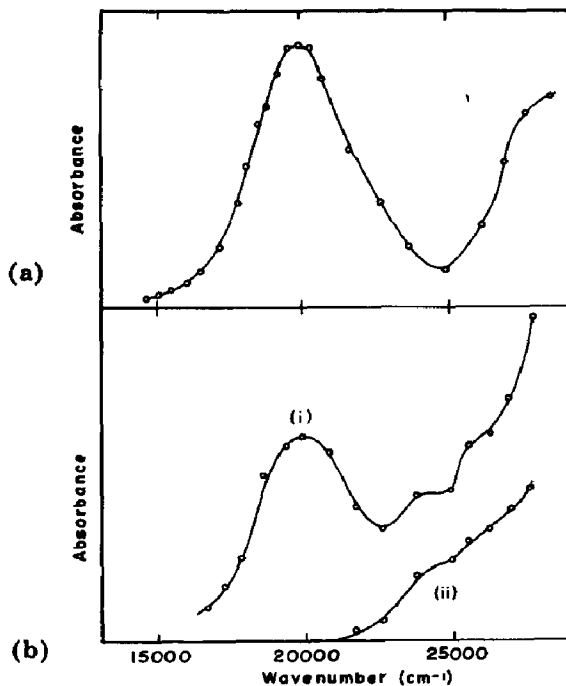 Absorbance
(a)
(i)
Absorbance
(ii)
(b)
15000 20000 25000
Wavenumber (cm⁻¹)